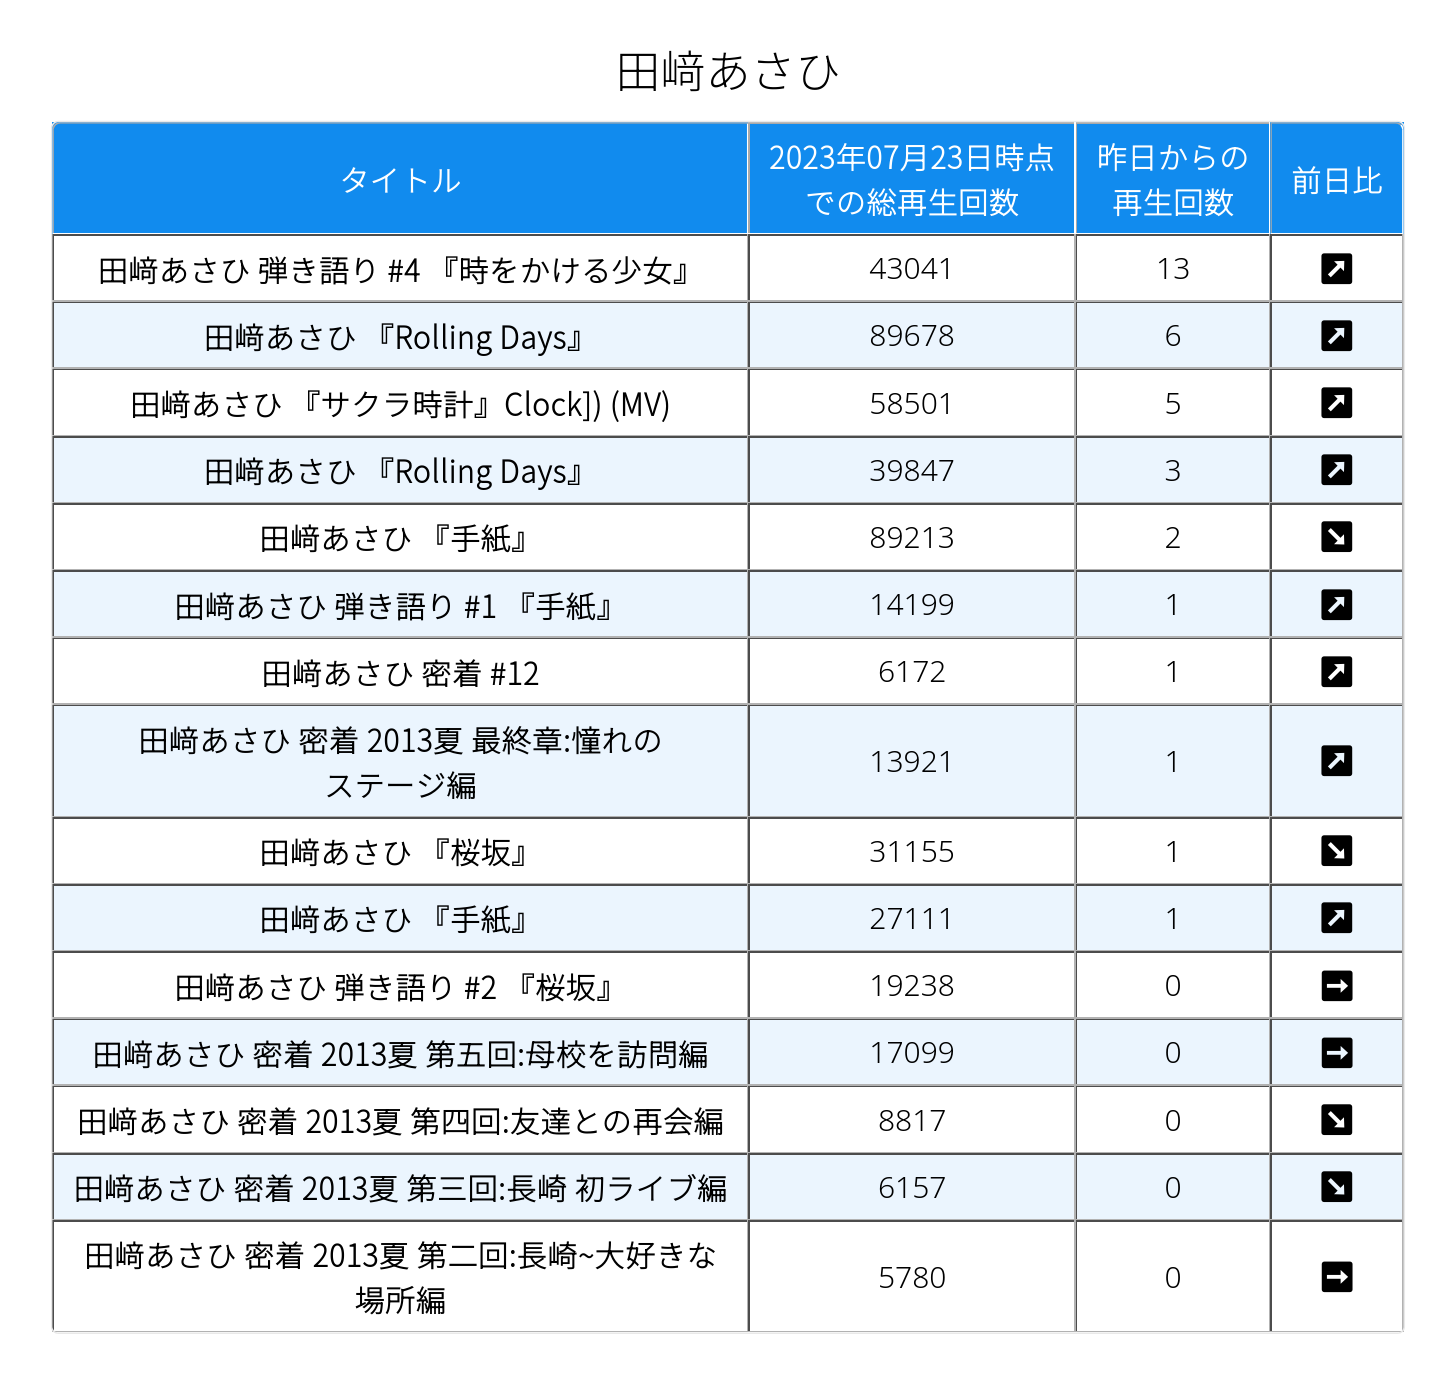 田﨑あさひ
タイトル
2023年07月23日時点
での総再生回数
昨日からの
再生回数
前日比
田﨑あさひ 弾き語り #4 『時をかける少女』 43041 13 ↗
田﨑あさひ 『Rolling Days』 89678 6 ↗
田﨑あさひ 『サクラ時計』Clock]) (MV) 58501 5 ↗
田﨑あさひ 『Rolling Days』 39847 3 ↗
田﨑あさひ 『手紙』 89213 2 ↘
田﨑あさひ 弾き語り #1 『手紙』 14199 1 ↗
田﨑あさひ 密着 #12 6172 1 ↗
田﨑あさひ 密着 2013夏 最終章:憧れの
ステージ編
13921 1 ↗
田﨑あさひ 『桜坂』 31155 1 ↘
田﨑あさひ 『手紙』 27111 1 ↗
田﨑あさひ 弾き語り #2 『桜坂』 19238 0 →
田﨑あさひ 密着 2013夏 第五回:母校を訪問編 17099 0 →
田﨑あさひ 密着 2013夏 第四回:友達との再会編 8817 0 ↘
田﨑あさひ 密着 2013夏 第三回:長崎 初ライブ編 6157 0 ↘
田﨑あさひ 密着 2013夏 第二回:長崎~大好きな
場所編
5780 0 →